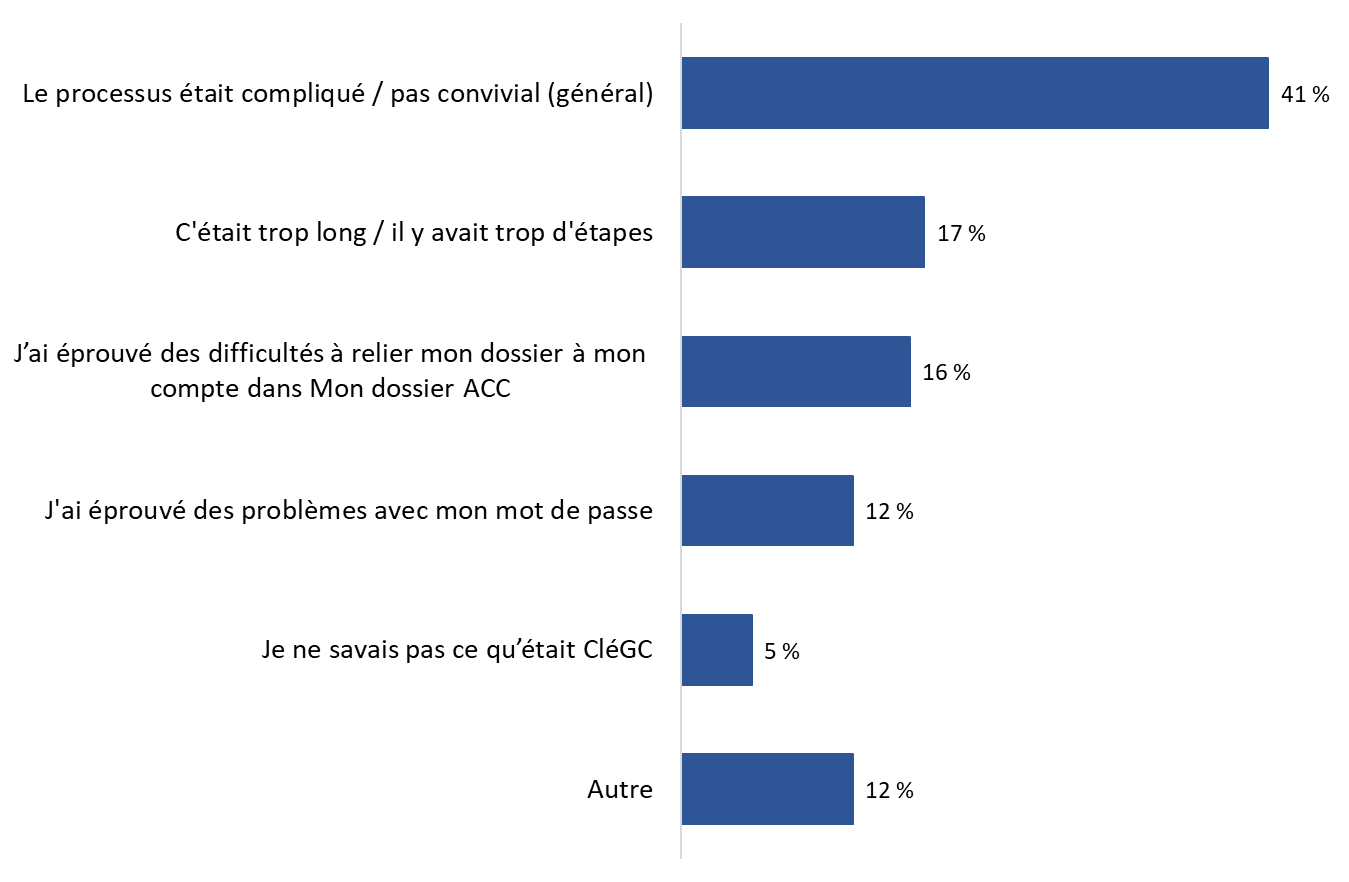 Le processus était compliqué / pas convivial (général)
41 %
C'était trop long / il y avait trop d'étapes
17 %
J’ai éprouvé des difficultés à relier mon dossier à mon
compte dans Mon dossier ACC
16 %
J'ai éprouvé des problèmes avec mon mot de passe
12 %
Je ne savais pas ce qu’était CléGC
5 %
Autre
12 %